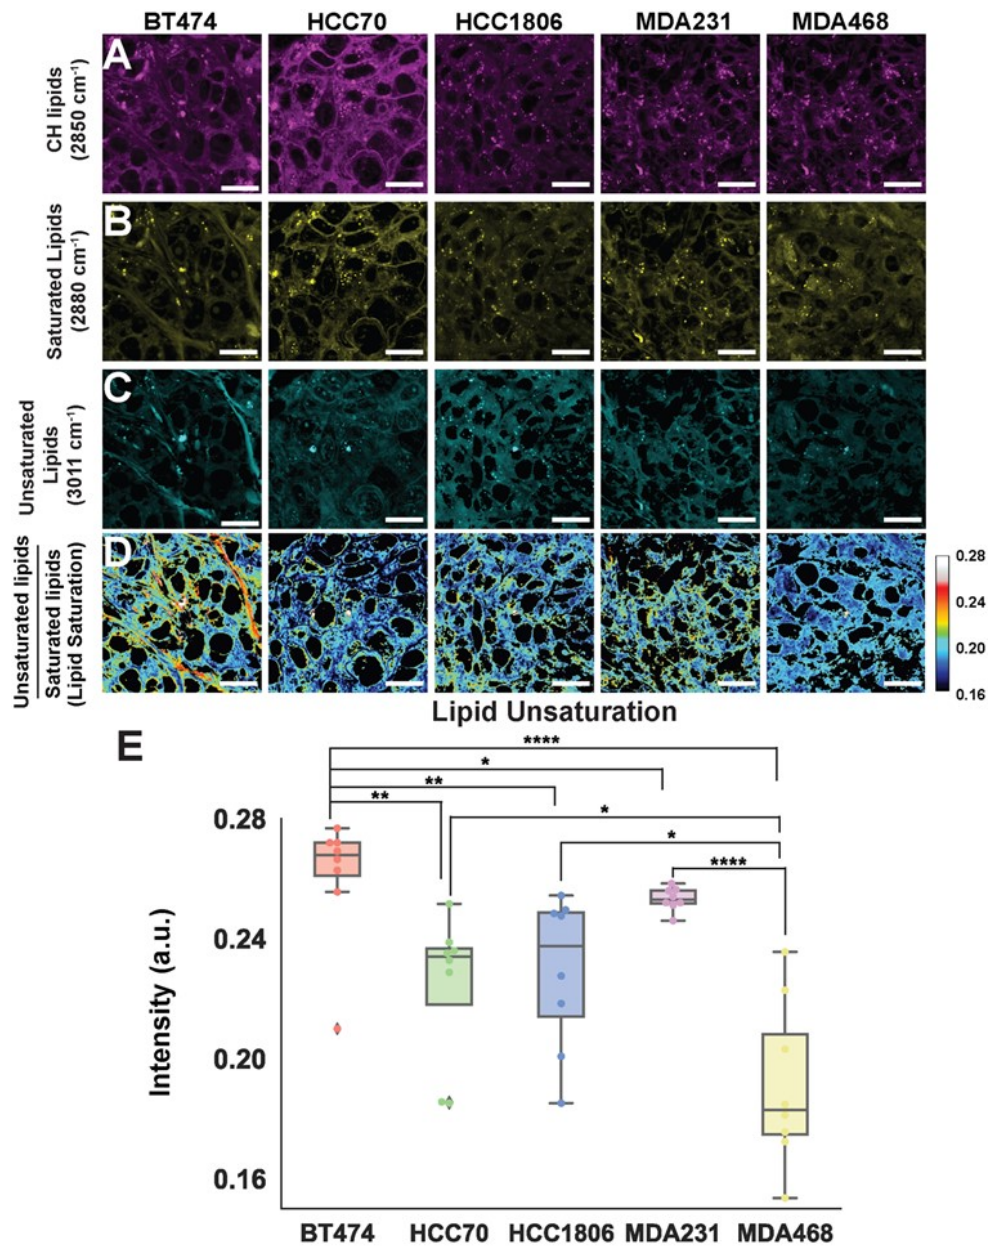 BT474 HCC70 HCC1806 MDA231 MDA468
A
CH lipids
(2850 cm-1)
B
Saturated Lipids
(2880 cm-1)
C
Unsaturated
Lipids
(3011 cm-1)
D
Unsaturated lipids
Saturated lipids
(Lipid Saturation)
0.28
0.24
0.20
0.16
Lipid Unsaturation
E
****
*
**
**
*
*
****
Intensity (a.u.)
0.28
0.24
0.20
0.16
BT474 HCC70 HCC1806 MDA231 MDA468